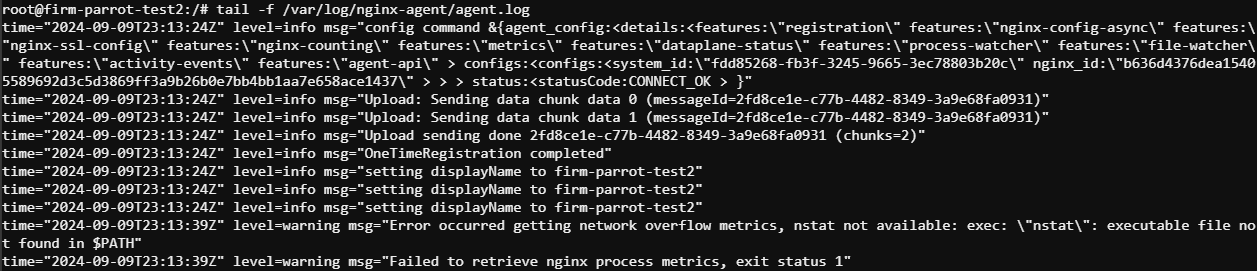 root@firm-parrot-test2:/# tail -f /var/log/nginx-agent/agent.log
time="2024-09-09T23:13:24Z" level=info msg="config command &{agent_config:<details:<features:\"registration\" features:\"nginx-config-async\" features:\
"nginx-ssl-config\" features:\"nginx-counting\" features:\"metrics\" features:\"dataplane-status\" features:\"process-watcher\" features:\"file-watcher\
" features:\"activity-events\" features:\"agent-api\" > configs:<configs:<system_id:\"fdd85268-fb3f-3245-9665-3ec78803b20c\" nginx_id:\"b636d4376dea1540
5589692d3c5d3869ff3a9b26b0e7bb4bb1aa7e658ace1437\" > > > status:<statusCode:CONNECT_OK > }"
time="2024-09-09T23:13:24Z" level=info msg="Upload: Sending data chunk data 0 (messageId=2fd8ce1e-c77b-4482-8349-3a9e68fa0931)"
time="2024-09-09T23:13:24Z" level=info msg="Upload: Sending data chunk data 1 (messageId=2fd8ce1e-c77b-4482-8349-3a9e68fa0931)"
time="2024-09-09T23:13:24Z" level=info msg="Upload sending done 2fd8ce1e-c77b-4482-8349-3a9e68fa0931 (chunks=2)"
time="2024-09-09T23:13:24Z" level=info msg="OneTimeRegistration completed"
time="2024-09-09T23:13:24Z" level=info msg="setting displayName to firm-parrot-test2"
time="2024-09-09T23:13:24Z" level=info msg="setting displayName to firm-parrot-test2"
time="2024-09-09T23:13:24Z" level=info msg="setting displayName to firm-parrot-test2"
time="2024-09-09T23:13:39Z" level=warning msg="Error occurred getting network overflow metrics, nstat not available: exec: \"nstat\": executable file no
t found in $PATH"
time="2024-09-09T23:13:39Z" level=warning msg="Failed to retrieve nginx process metrics, exit status 1"